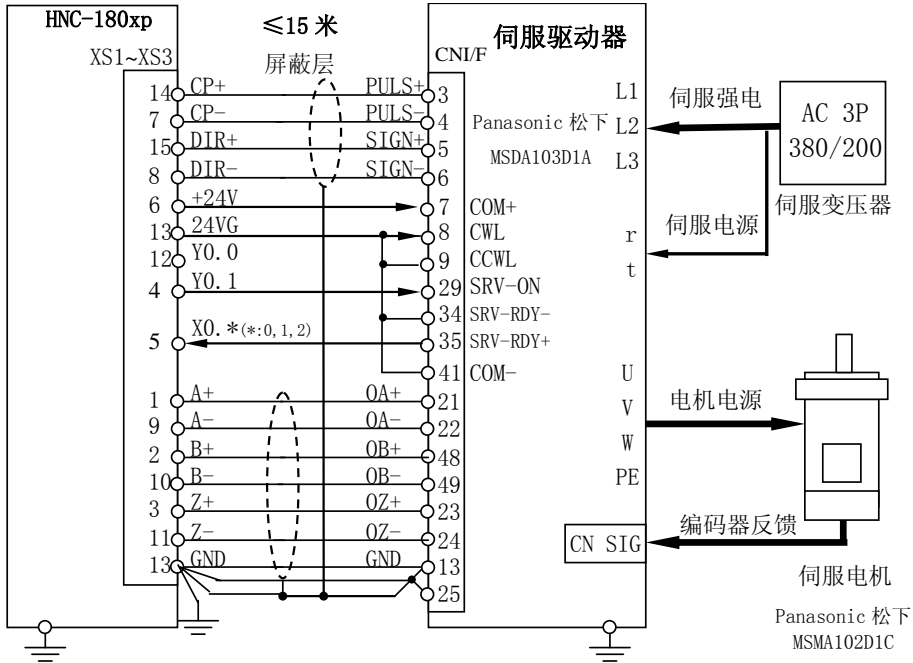 HNC-180xp
≤15 米
伺服驱动器
XS1~XS3
屏蔽层
CNI/F
14 CP+ PULS+ 3
7 CP- PULS- 4
15 DIR+ SIGN+ 5
8 DIR- SIGN- 6
6 +24V 7 COM+
13 24VG 8 CWL
12 Y0.0 9 CCWL
4 Y0.1 29 SRV-ON
34 SRV-RDY-
5 X0.*(*:0,1,2) 35 SRV-RDY+
41 COM-
1 A+ OA+ 21
9 A- OA- 22
2 B+ OB+ 48
10 B- OB- 49
3 Z+ OZ+ 23
11 Z- OZ- 24
13 GND GND 13
25
Panasonic 松下
MSDA103D1A
L1
L2
L3
r
t
U
V
W
PE
CN SIG
伺服强电
AC 3P
380/200
伺服变压器
伺服电源
电机电源
编码器反馈
伺服电机
Panasonic 松下
MSMA102D1C